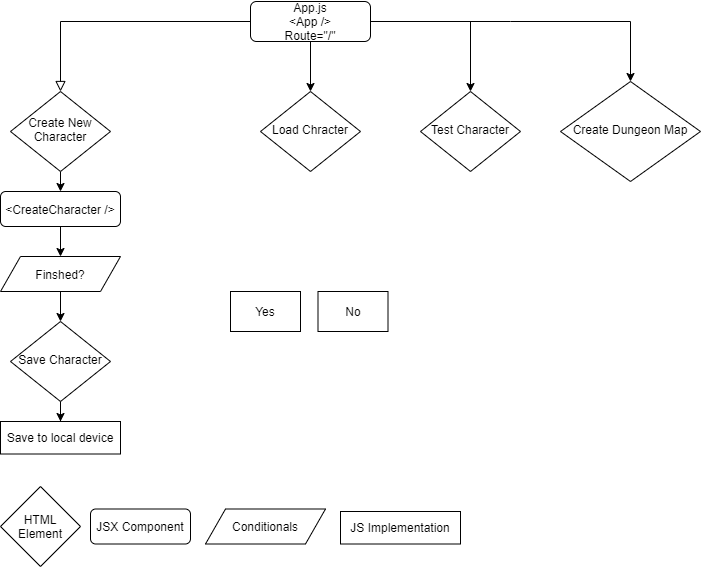 App.js
<App />
Route="/"
Create New
Character
Load Chracter
Test Character
Create Dungeon Map
<CreateCharacter />
Finshed?
Yes
No
Save Character
Save to local device
HTML
Element
JSX Component
Conditionals
JS Implementation